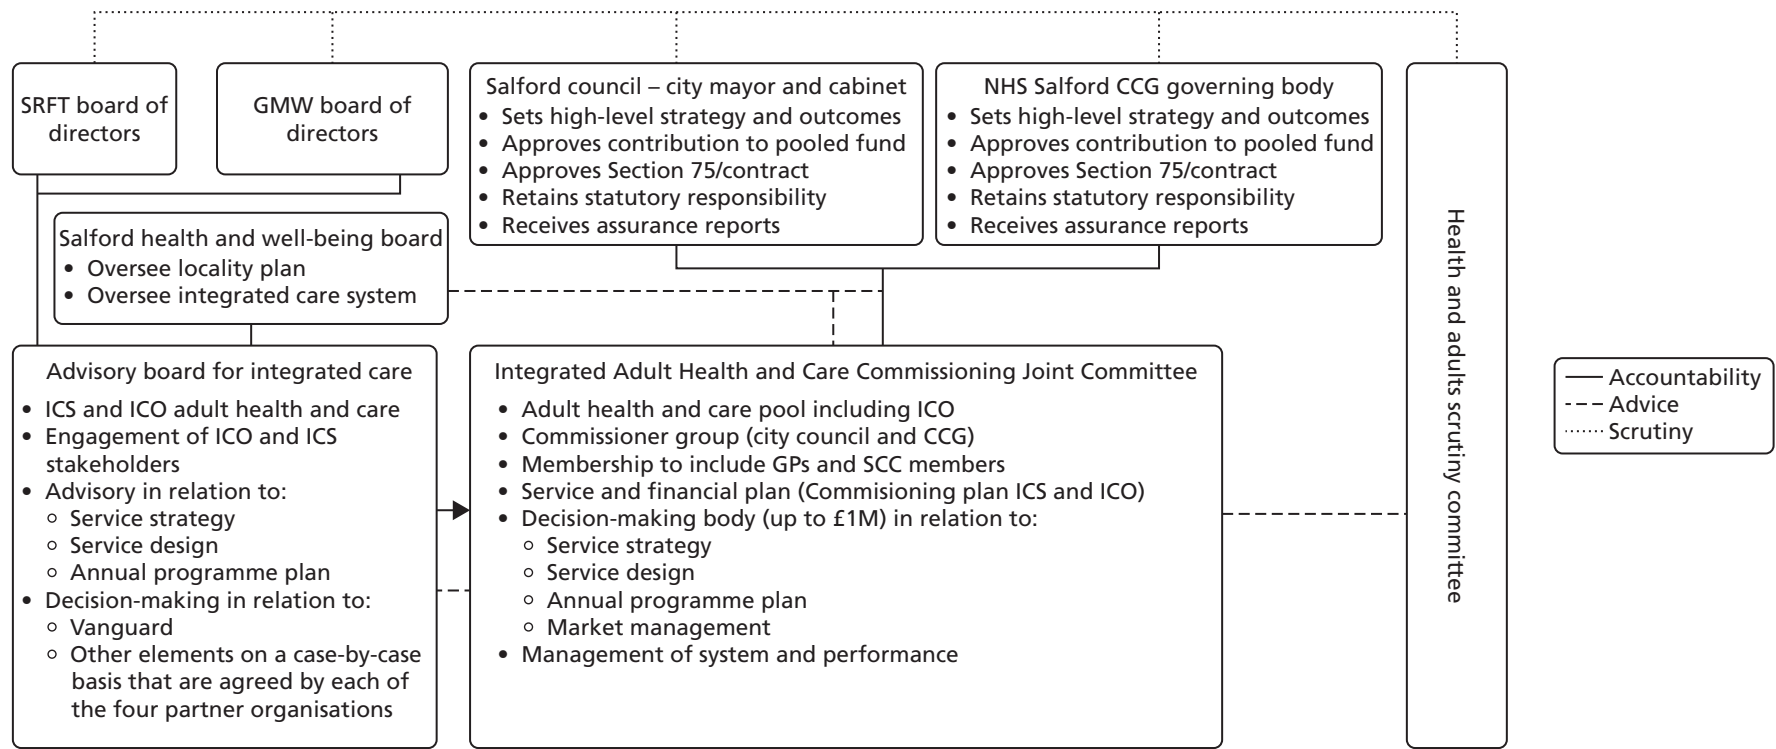 SRFT board of
directors
GMW board of
directors
Salford council – city mayor and cabinet
• Sets high-level strategy and outcomes
• Approves contribution to pooled fund
• Approves Section 75/contract
• Retains statutory responsibility
• Receives assurance reports
NHS Salford CCG governing body
• Sets high-level strategy and outcomes
• Approves contribution to pooled fund
• Approves Section 75/contract
• Retains statutory responsibility
• Receives assurance reports
Salford health and well-being board
• Oversee locality plan
• Oversee integrated care system
Advisory board for integrated care
• ICS and ICO adult health and care
• Engagement of ICO and ICS
stakeholders
• Advisory in relation to:
○ Service strategy
○ Service design
○ Annual programme plan
• Decision-making in relation to:
○ Vanguard
○ Other elements on a case-by-case
basis that are agreed by each of
the four partner organisations
Integrated Adult Health and Care Commissioning Joint Committee
• Adult health and care pool including ICO
• Commissioner group (city council and CCG)
• Membership to include GPs and SCC members
• Service and financial plan (Commisioning plan ICS and ICO)
• Decision-making body (up to £1M) in relation to:
○ Service strategy
○ Service design
○ Annual programme plan
○ Market management
• Management of system and performance
Health and adults scrutiny committee
Accountability
Advice
Scrutiny